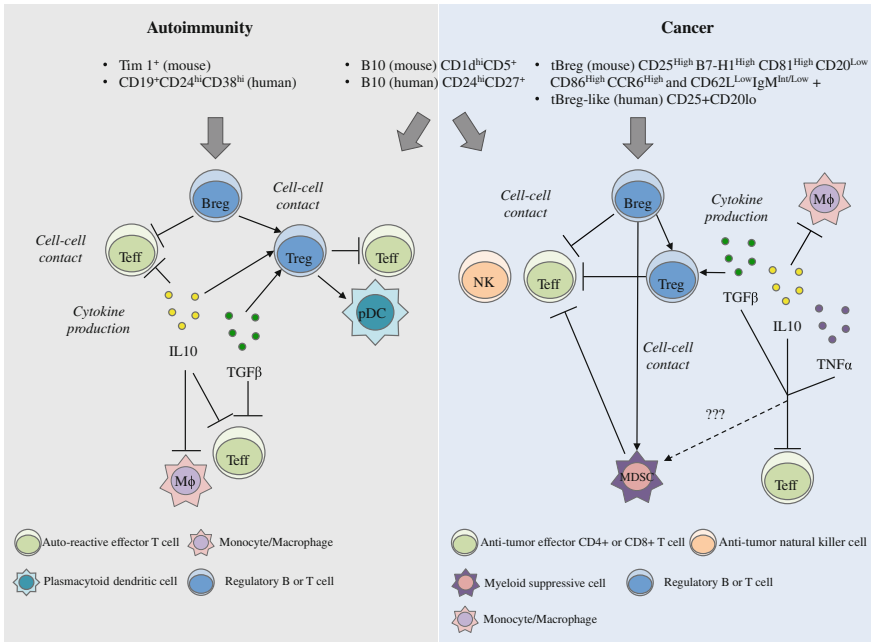 Autoimmunity
• Tim 1⁺ (mouse)
• CD19⁺CD24ʰⁱCD38ʰⁱ (human)
• B10 (mouse) CD1dʰⁱCD5⁺
• B10 (human) CD24ʰⁱCD27⁺
Cell-cell
contact
Breg
Cell-cell
contact
Teff
Treg
Teff
pDC
Cytokine
production
IL10
TGFβ
Teff
Mϕ
Auto-reactive effector T cell
Monocyte/Macrophage
Plasmacytoid dendritic cell
Regulatory B or T cell
Cancer
• tBreg (mouse) CD25ᴴⁱᵍʰ B7-H1ᴴⁱᵍʰ CD81ᴴⁱᵍʰ CD20ᴸᵒʷ
CD86ᴴⁱᵍʰ CCR6ᴴⁱᵍʰ and CD62LᴸᵒʷIgMᴵⁿᵗ/ᴸᵒʷ +
• tBreg-like (human) CD25+CD20lo
Cell-cell
contact
Breg
Cytokine
production
Mϕ
NK
Teff
Treg
TGFβ
IL10
TNFα
Cell-cell
contact
???
MDSC
Teff
Anti-tumor effector CD4+ or CD8+ T cell
Anti-tumor natural killer cell
Myeloid suppressive cell
Regulatory B or T cell
Monocyte/Macrophage